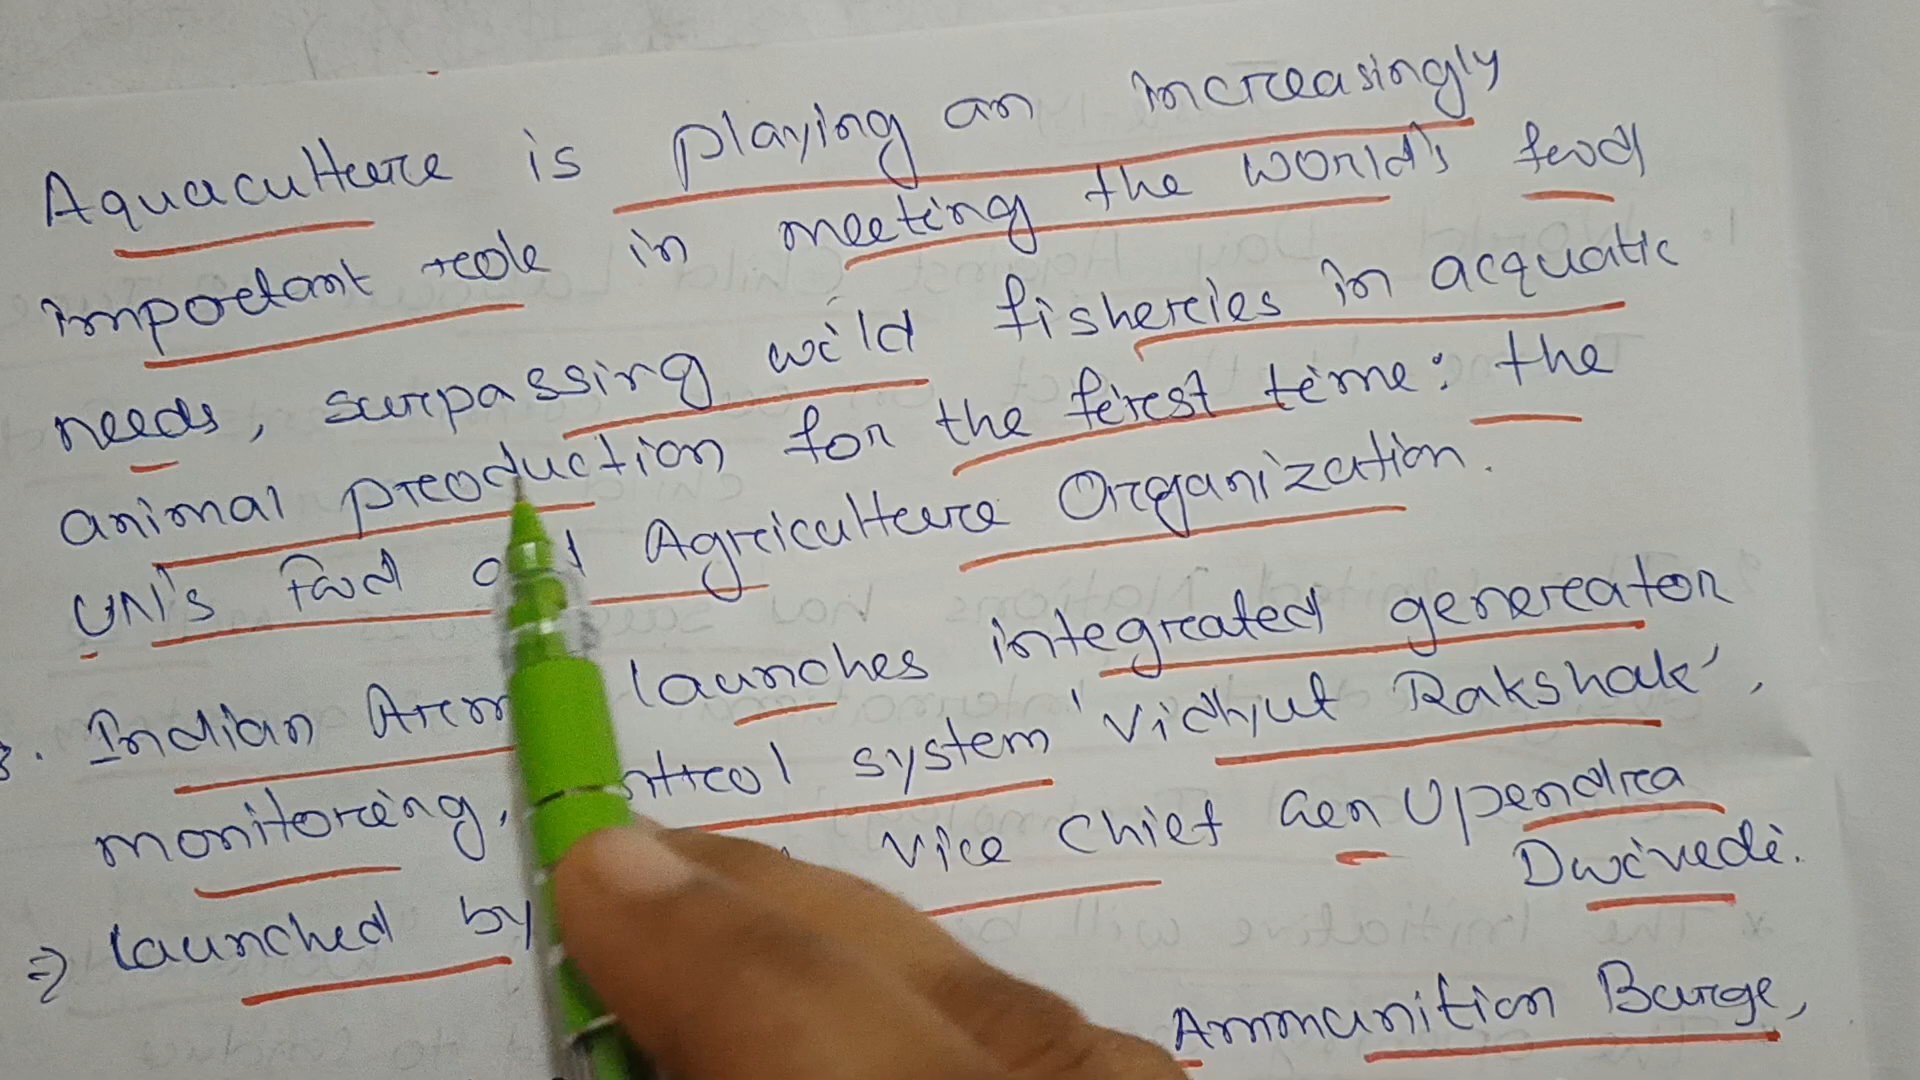 Aquaculture is playing an increasingly
important role in meeting the world's food
needs, surpassing wild fisheries in acquatic
animal production for the first time: the
UN's Food Agriculture Organization.
3. Indian launches integrated generator
monitoring, system 'Vidyut Rakshak'.
⇒ launched by Vice Chief Gen Upendra
Dwivedi.
Ammunition Barge,